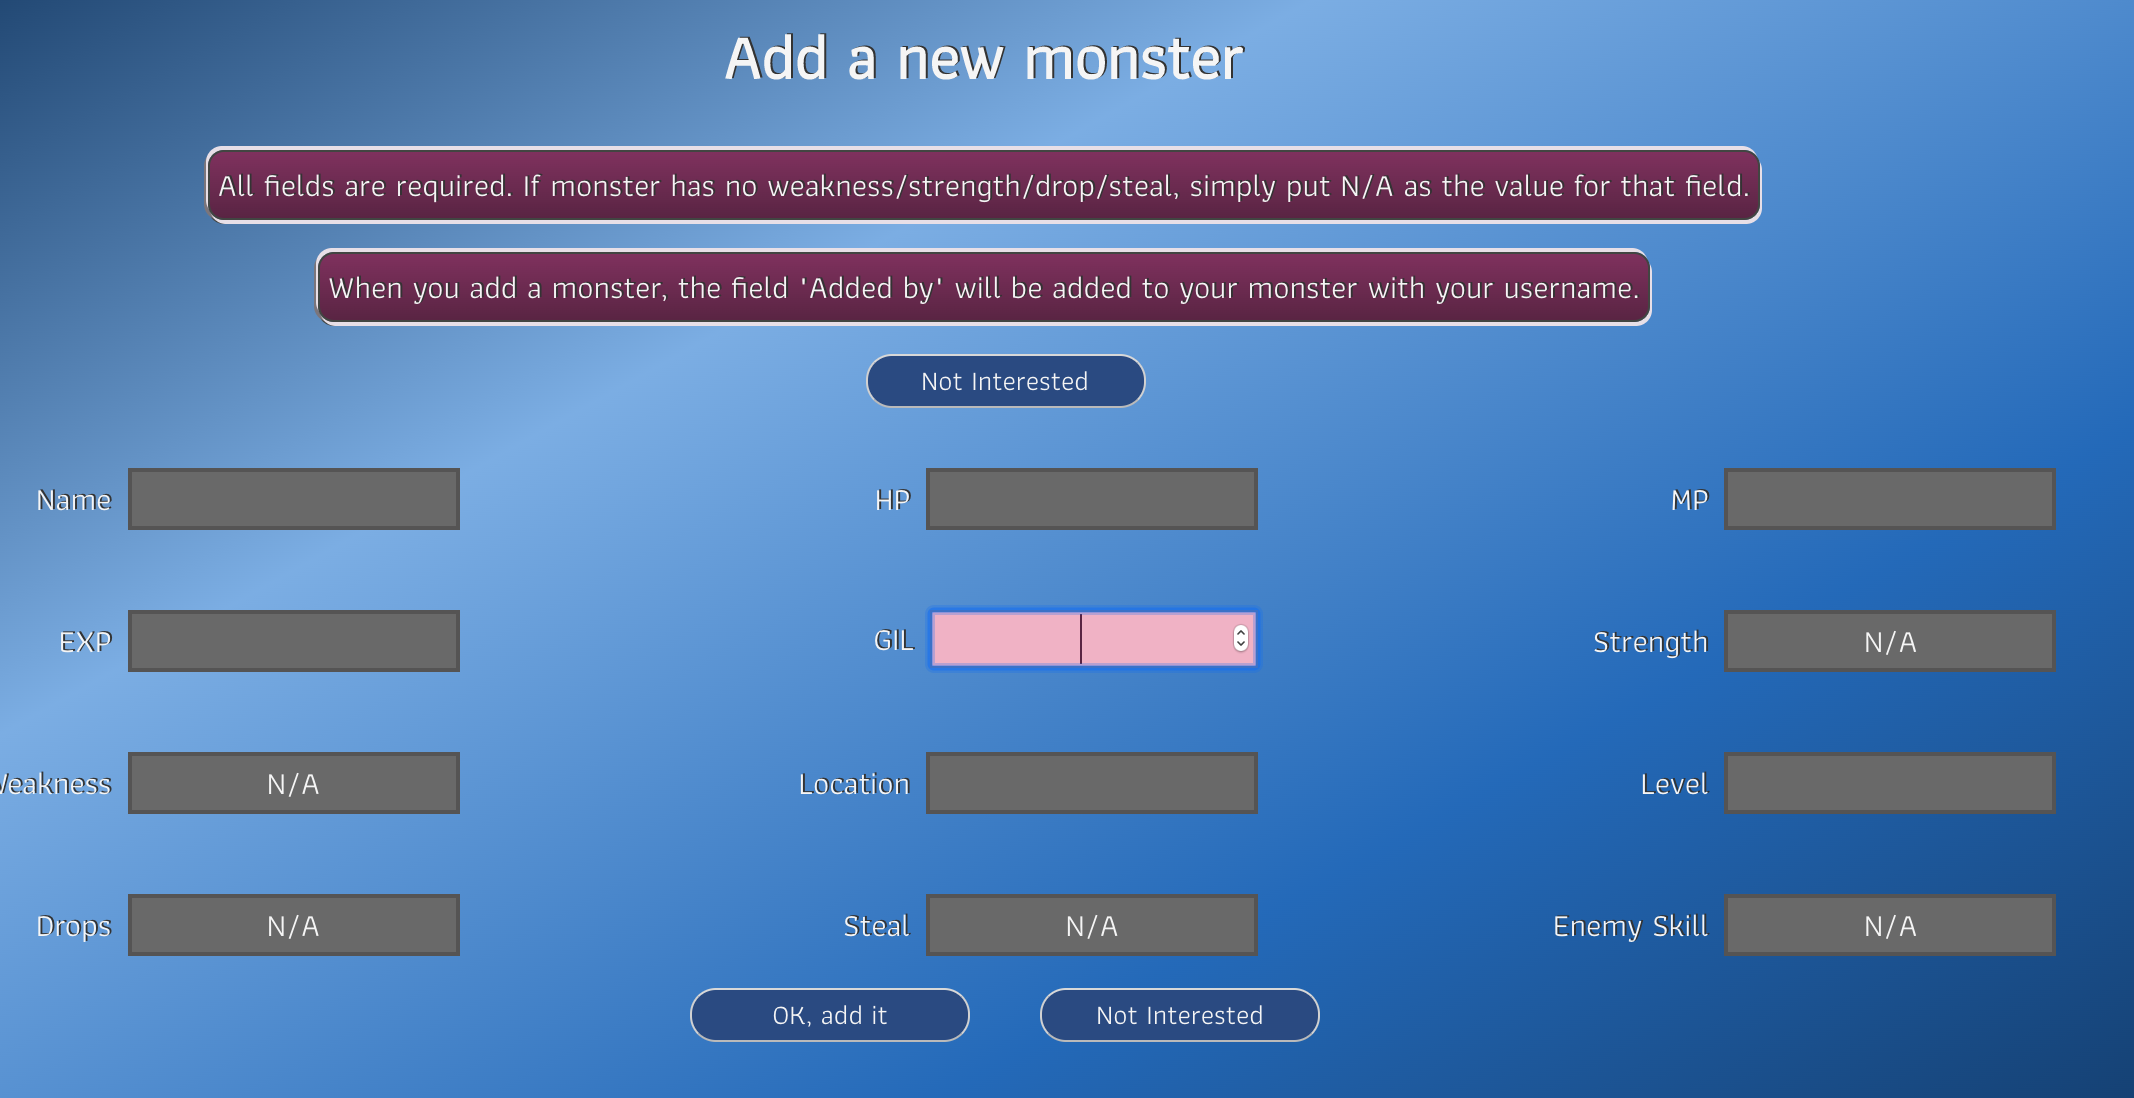 Add a new monster
All fields are required. If monster has no weakness/strength/drop/steal, simply put N/A as the value for that field.
When you add a monster, the field 'Added by' will be added to your monster with your username.
Not Interested
Name
HP
MP
EXP
GIL
Strength N/A
Weakness N/A
Location
Level
Drops N/A
Steal N/A
Enemy Skill N/A
OK, add it
Not Interested